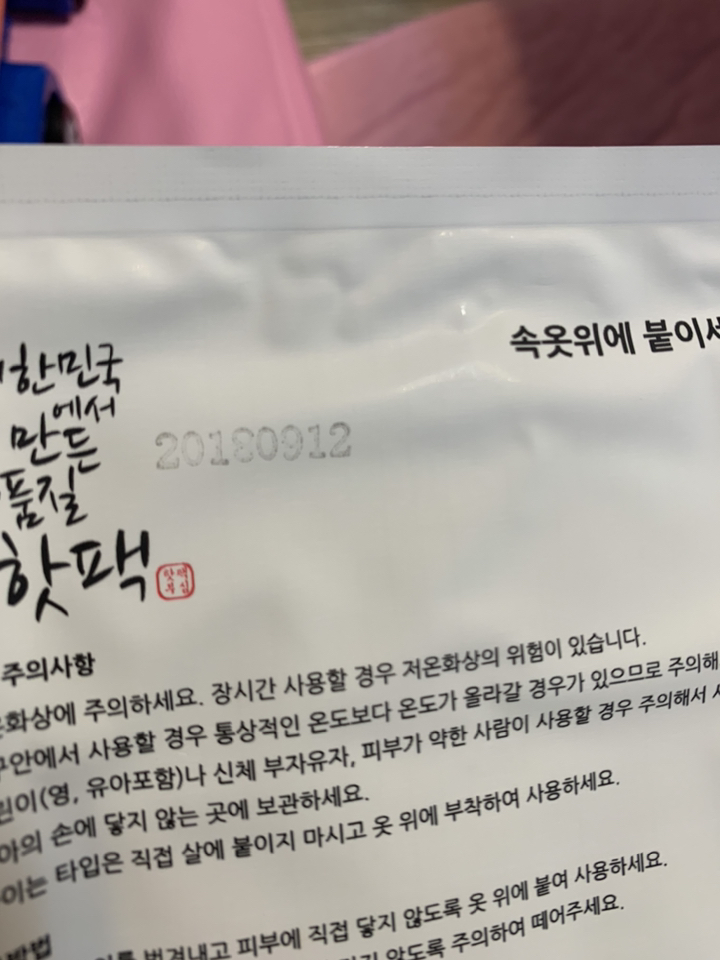 한민국
에서
만든
품질
핫팩
속옷위에 붙이세
20180912
주의사항
화상에 주의하세요. 장시간 사용할 경우 저온화상의 위험이 있습니다.
안에서 사용할 경우 통상적인 온도보다 온도가 올라갈 경우가 있으므로 주의해
린이(영, 유아포함)나 신체 부자유자, 피부가 약한 사람이 사용할 경우 주의해서 사
아의 손에 닿지 않는 곳에 보관하세요.
이는 타입은 직접 살에 붙이지 마시고 옷 위에 부착하여 사용하세요.
방법
벗겨내고 피부에 직접 닿지 않도록 옷 위에 붙여 사용하세요.
않도록 주의하여 떼어주세요.